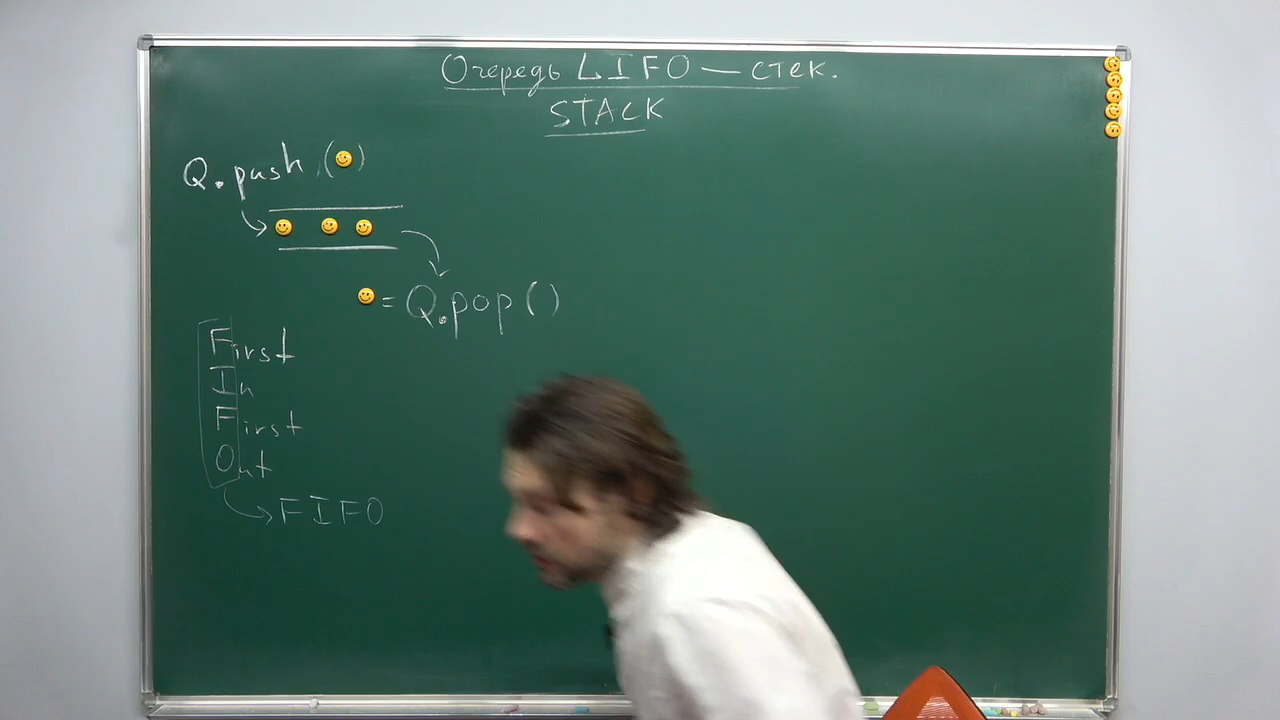 Очередь LIFO — стек.
STACK
Q.push ( )
= Q.pop ( )
First
In
First
Out
FIFO